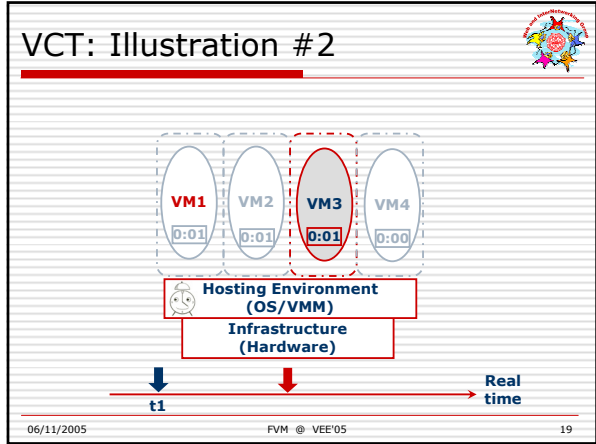 VCT: Illustration #2
VM1 VM2 VM3 VM4
0:01 0:01 0:01 0:00
Hosting Environment
(OS/VMM)
Infrastructure
(Hardware)
t1
Real
time
06/11/2005 FVM @ VEE'05 19